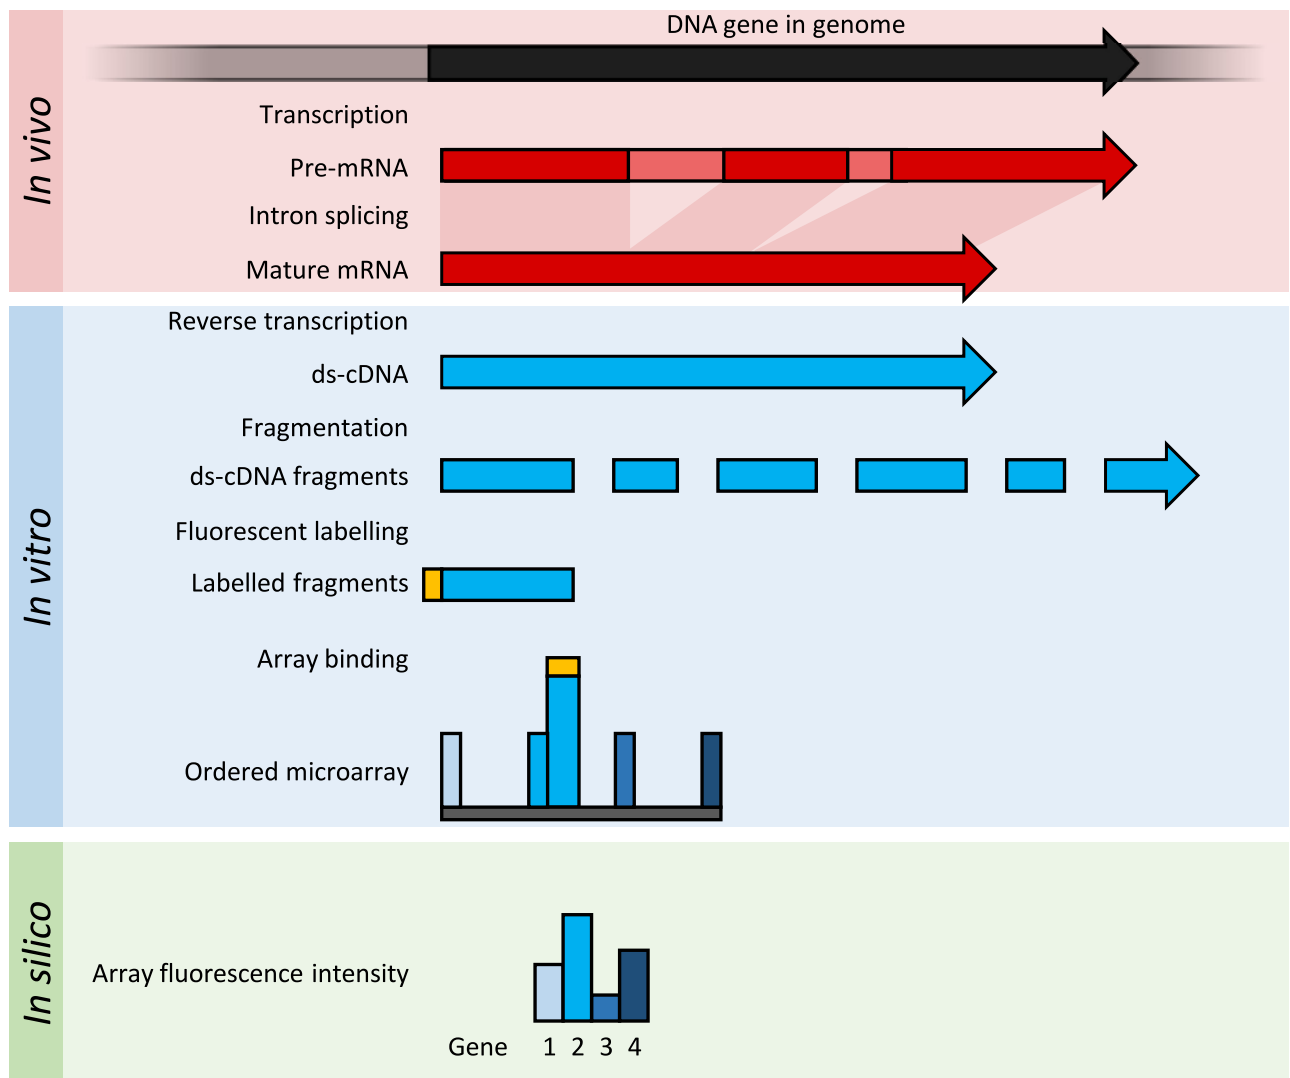 In vivo
DNA gene in genome
Transcription
Pre-mRNA
Intron splicing
Mature mRNA
In vitro
Reverse transcription
ds-cDNA
Fragmentation
ds-cDNA fragments
Fluorescent labelling
Labelled fragments
Array binding
Ordered microarray
In silico
Array fluorescence intensity
Gene 1 2 3 4